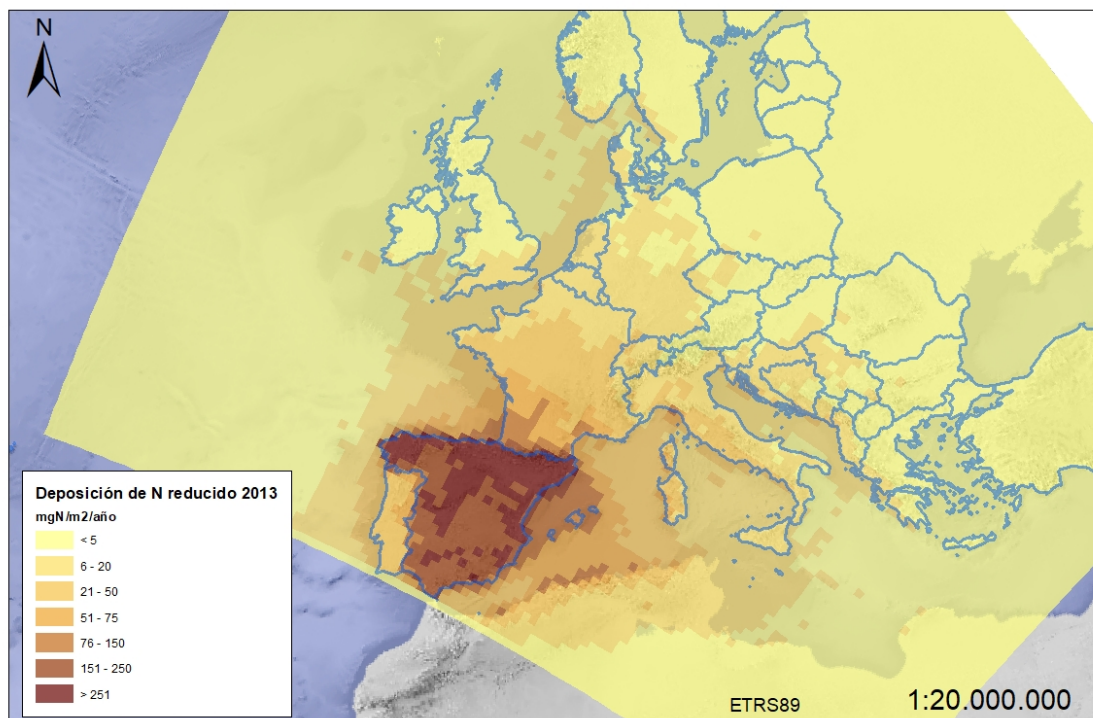 N
Deposición de N reducido 2013
mgN/m2/año
< 5
6 - 20
21 - 50
51 - 75
76 - 150
151 - 250
> 251
ETRS89
1:20.000.000